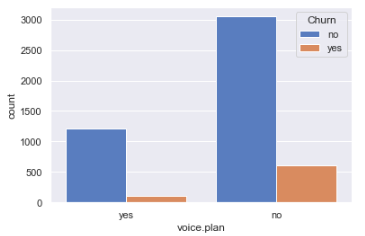 Churn
no
yes
3000
2500
2000
1500
1000
500
0
count
yes no
voice.plan